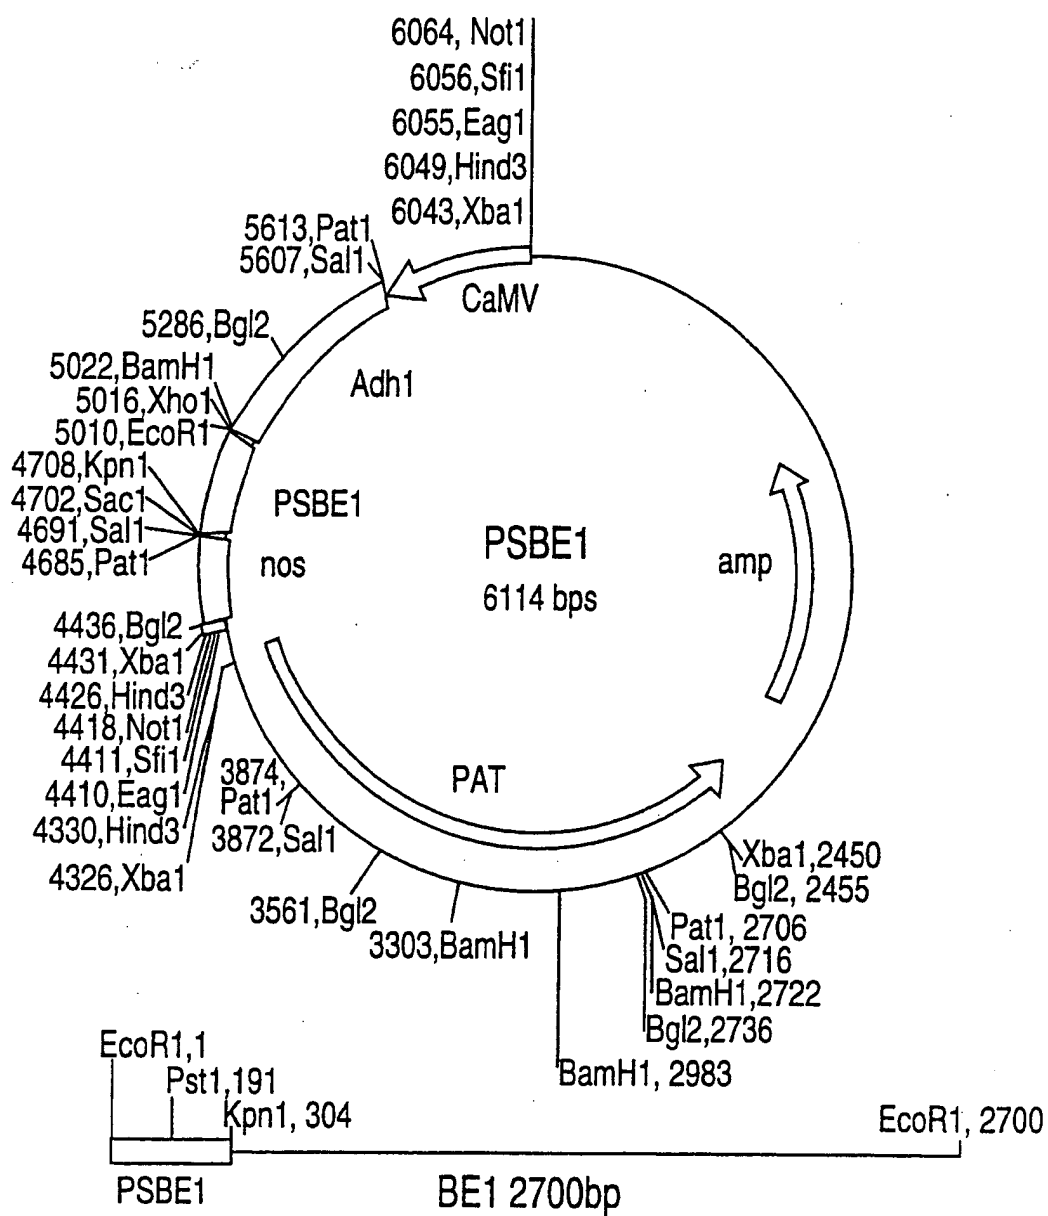 6064, Not1
6056,Sfi1
6055,Eag1
6049,Hind3
6043,Xba1
5613,Pat1
5607,Sal1
CaMV
5286,Bgl2
5022,BamH1
Adh1
5016,Xho1
5010,EcoR1
4708,Kpn1
4702,Sac1
PSBE1
4691,Sal1
4685,Pat1
nos
PSBE1
6114 bps
amp
4436,Bgl2
4431,Xba1
4426,Hind3
4418,Not1
4411,Sfi1
4410,Eag1
4330,Hind3
4326,Xba1
3874,
Pat1
3872,Sal1
PAT
3561,Bgl2
3303,BamH1
Xba1,2450
Bgl2, 2455
Pat1, 2706
Sal1,2716
BamH1,2722
Bgl2,2736
BamH1, 2983
EcoR1,1
Pst1,191
Kpn1, 304
EcoR1, 2700
PSBE1
BE1 2700bp